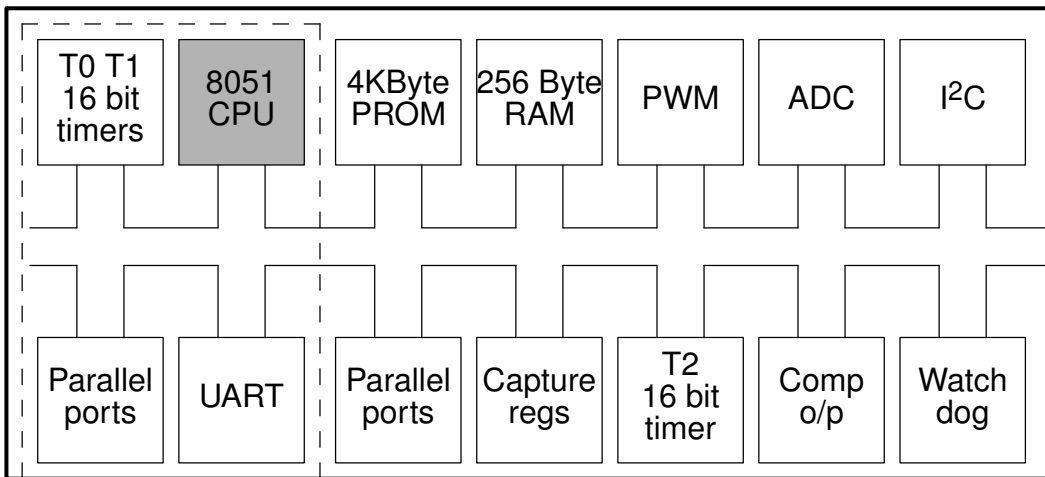 T0 T1
16 bit
timers
8051
CPU
4KByte
PROM
256 Byte
RAM
PWM
ADC
I²C
Parallel
ports
UART
Parallel
ports
Capture
regs
T2
16 bit
timer
Comp
o/p
Watch
dog